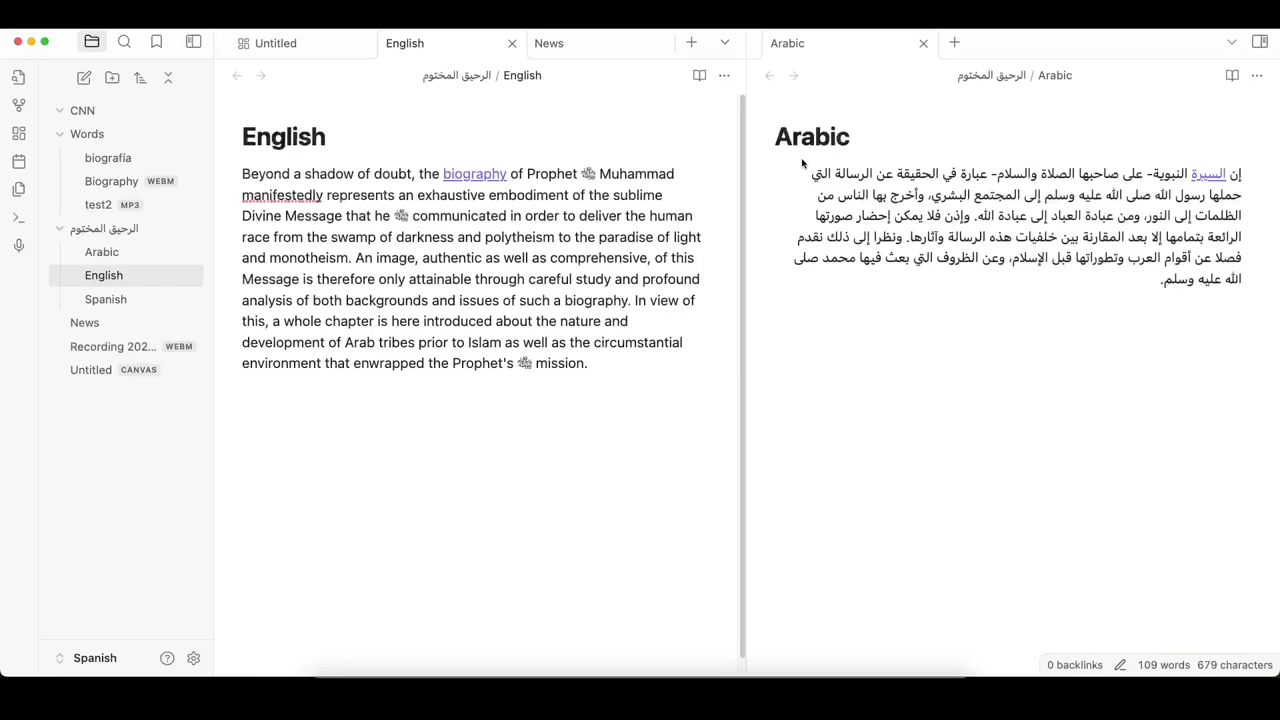 Untitled
English
News
Arabic
الرحيق المختوم / English
الرحيق المختوم / Arabic
CNN
Words
biografía
Biography WEBM
test2 MP3
الرحيق المختوم
Arabic
English
Spanish
News
Recording 202... WEBM
Untitled CANVAS
Spanish
English
Beyond a shadow of doubt, the biography of Prophet ﷺ Muhammad
manifestedly represents an exhaustive embodiment of the sublime
Divine Message that he ﷺ communicated in order to deliver the human
race from the swamp of darkness and polytheism to the paradise of light
and monotheism. An image, authentic as well as comprehensive, of this
Message is therefore only attainable through careful study and profound
analysis of both backgrounds and issues of such a biography. In view of
this, a whole chapter is here introduced about the nature and
development of Arab tribes prior to Islam as well as the circumstantial
environment that enwrapped the Prophet's ﷺ mission.
Arabic
إن السيرة النبوية- على صاحبها الصلاة والسلام- عبارة في الحقيقة عن الرسالة التي
حملها رسول الله صلى الله عليه وسلم إلى المجتمع البشري، وأخرج بها الناس من
الظلمات إلى النور، ومن عبادة العباد إلى عبادة الله. وإذن فلا يمكن إحضار صورتها
الرائعة بتمامها إلا بعد المقارنة بين خلفيات هذه الرسالة وآثارها. ونظرا إلى ذلك نقدم
فصلا عن أقوام العرب وتطوراتها قبل الإسلام، وعن الظروف التي بعث فيها محمد صلى
الله عليه وسلم.
0 backlinks 109 words 679 characters